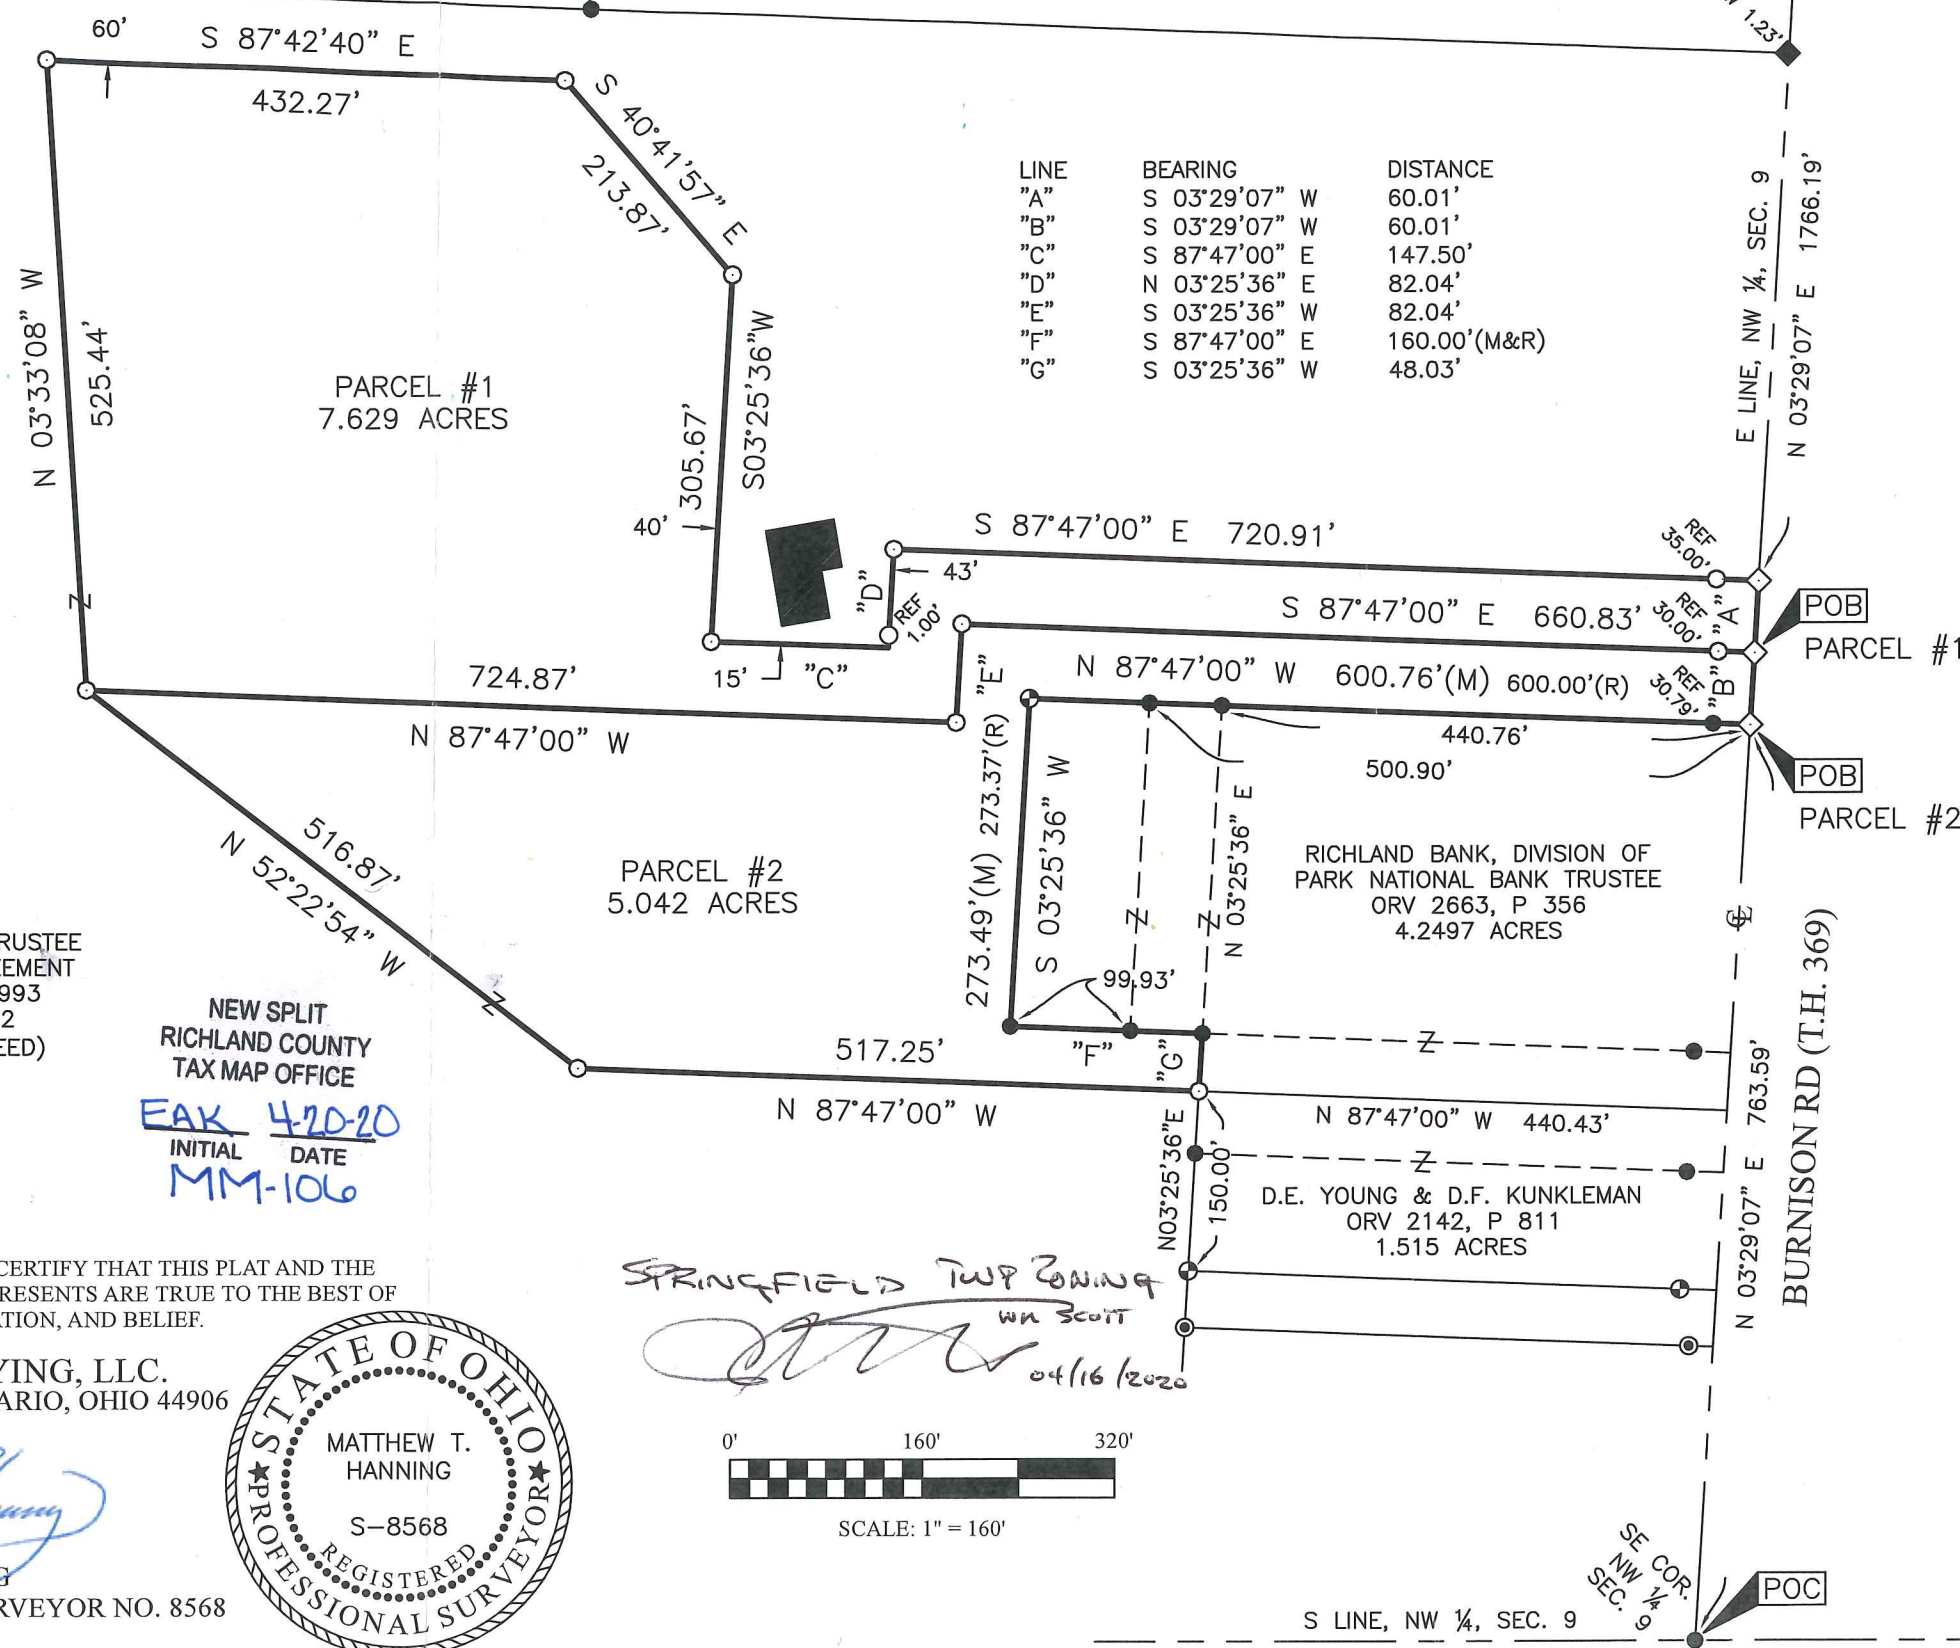 60'
S 87°42'40" E
432.27'
S 40°41'57" E
213.87'
1.23'
LINE BEARING DISTANCE
"A" S 03°29'07" W 60.01'
"B" S 03°29'07" W 60.01'
"C" S 87°47'00" E 147.50'
"D" N 03°25'36" E 82.04'
"E" S 03°25'36" W 82.04'
"F" S 87°47'00" E 160.00'(M&R)
"G" S 03°25'36" W 48.03'
E LINE, NW ¼, SEC. 9
N 03°29'07" E 1766.19'
N 03°33'08" W
525.44'
PARCEL #1
7.629 ACRES
305.67'
S03°25'36"W
40'
S 87°47'00" E 720.91'
REF
35.00'
"D"
43'
REF
1.00'
15'
"C"
S 87°47'00" E 660.83'
REF
30.00'
"A"
POB
PARCEL #1
724.87'
N 87°47'00" W
"E"
N 87°47'00" W 600.76'(M) 600.00'(R)
REF
30.79'
"B"
440.76'
500.90'
POB
PARCEL #2
Z
516.87'
N 52°22'54" W
Z
PARCEL #2
5.042 ACRES
273.49'(M) 273.37'(R)
S 03°25'36" W
Z
Z
N 03°25'36" E
RICHLAND BANK, DIVISION OF
PARK NATIONAL BANK TRUSTEE
ORV 2663, P 356
4.2497 ACRES
99.93'
"F"
"G"
Z
517.25'
N 87°47'00" W
N 87°47'00" W 440.43'
N03°25'36"E
150.00'
Z
D.E. YOUNG & D.F. KUNKLEMAN
ORV 2142, P 811
1.515 ACRES
N 03°29'07" E 763.59'
BURNISON RD (T.H. 369)
RUSTEE
EEMENT
993
2
EED)
NEW SPLIT
RICHLAND COUNTY
TAX MAP OFFICE
EAK 4-20-20
INITIAL DATE
MM-106
CERTIFY THAT THIS PLAT AND THE
RESENTS ARE TRUE TO THE BEST OF
ATION, AND BELIEF.
YING, LLC.
ARIO, OHIO 44906
G
RVEYOR NO. 8568
STATE OF OHIO
MATTHEW T.
HANNING
S-8568
REGISTERED
PROFESSIONAL SURVEYOR
SPRINGFIELD TWP ZONING
WM SCOTT
04/16/2020
0' 160' 320'
SCALE: 1" = 160'
SE COR.
NW ¼
SEC. 9
POC
S LINE, NW ¼, SEC. 9